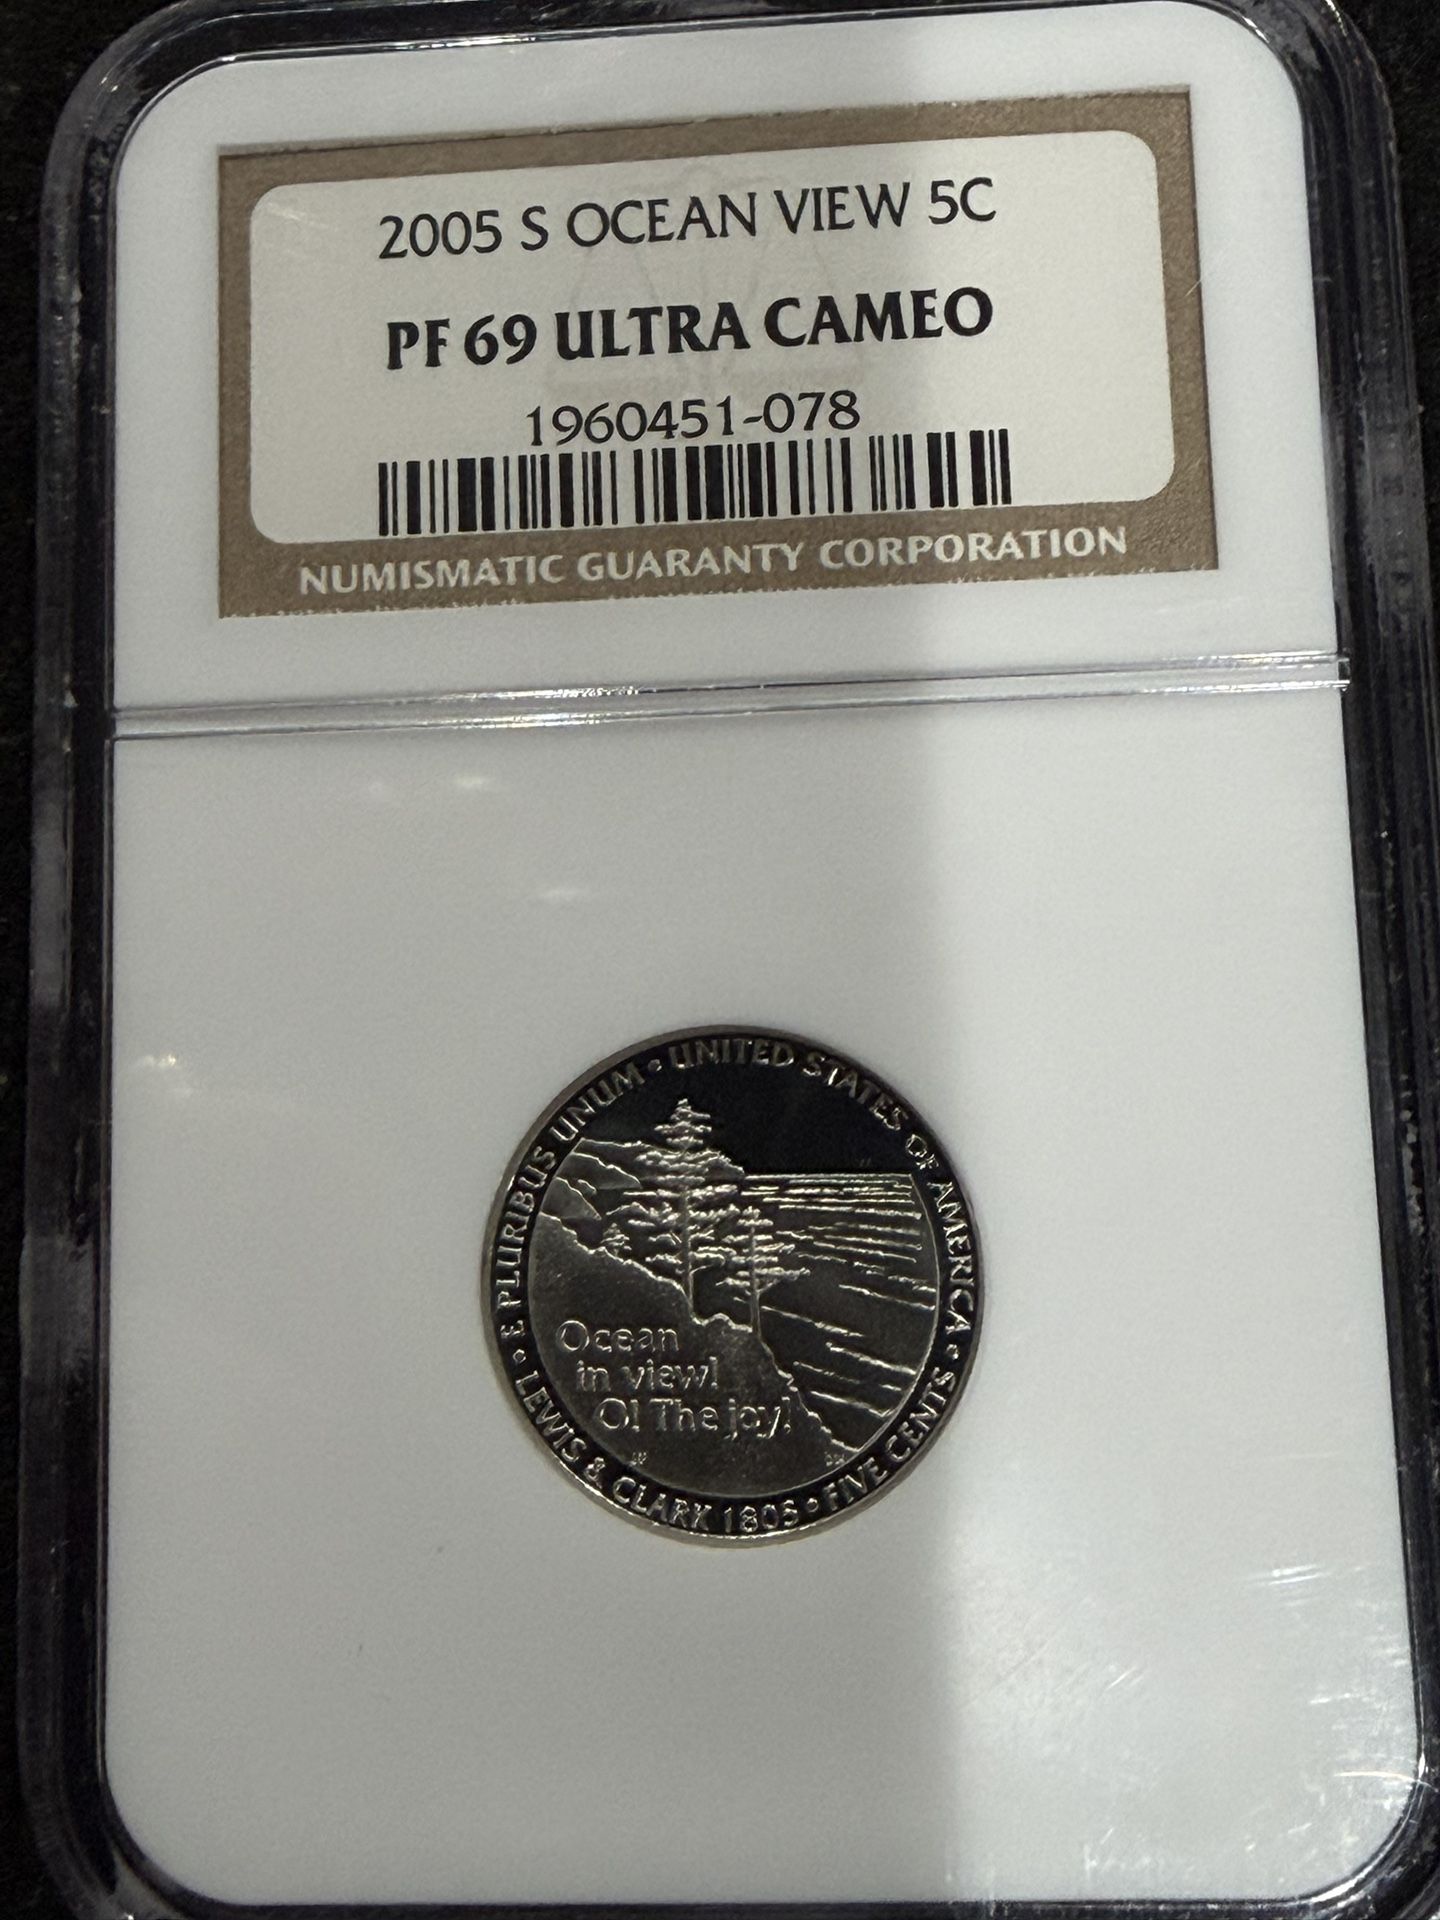 2005 S OCEAN VIEW 5C
PF 69 ULTRA CAMEO
1960451-078
NUMISMATIC GUARANTY CORPORATION
E PLURIBUS UNUM • UNITED STATES OF AMERICA •
Ocean
in view!
O! The joy!
• LEWIS & CLARK 1805 • FIVE CENTS